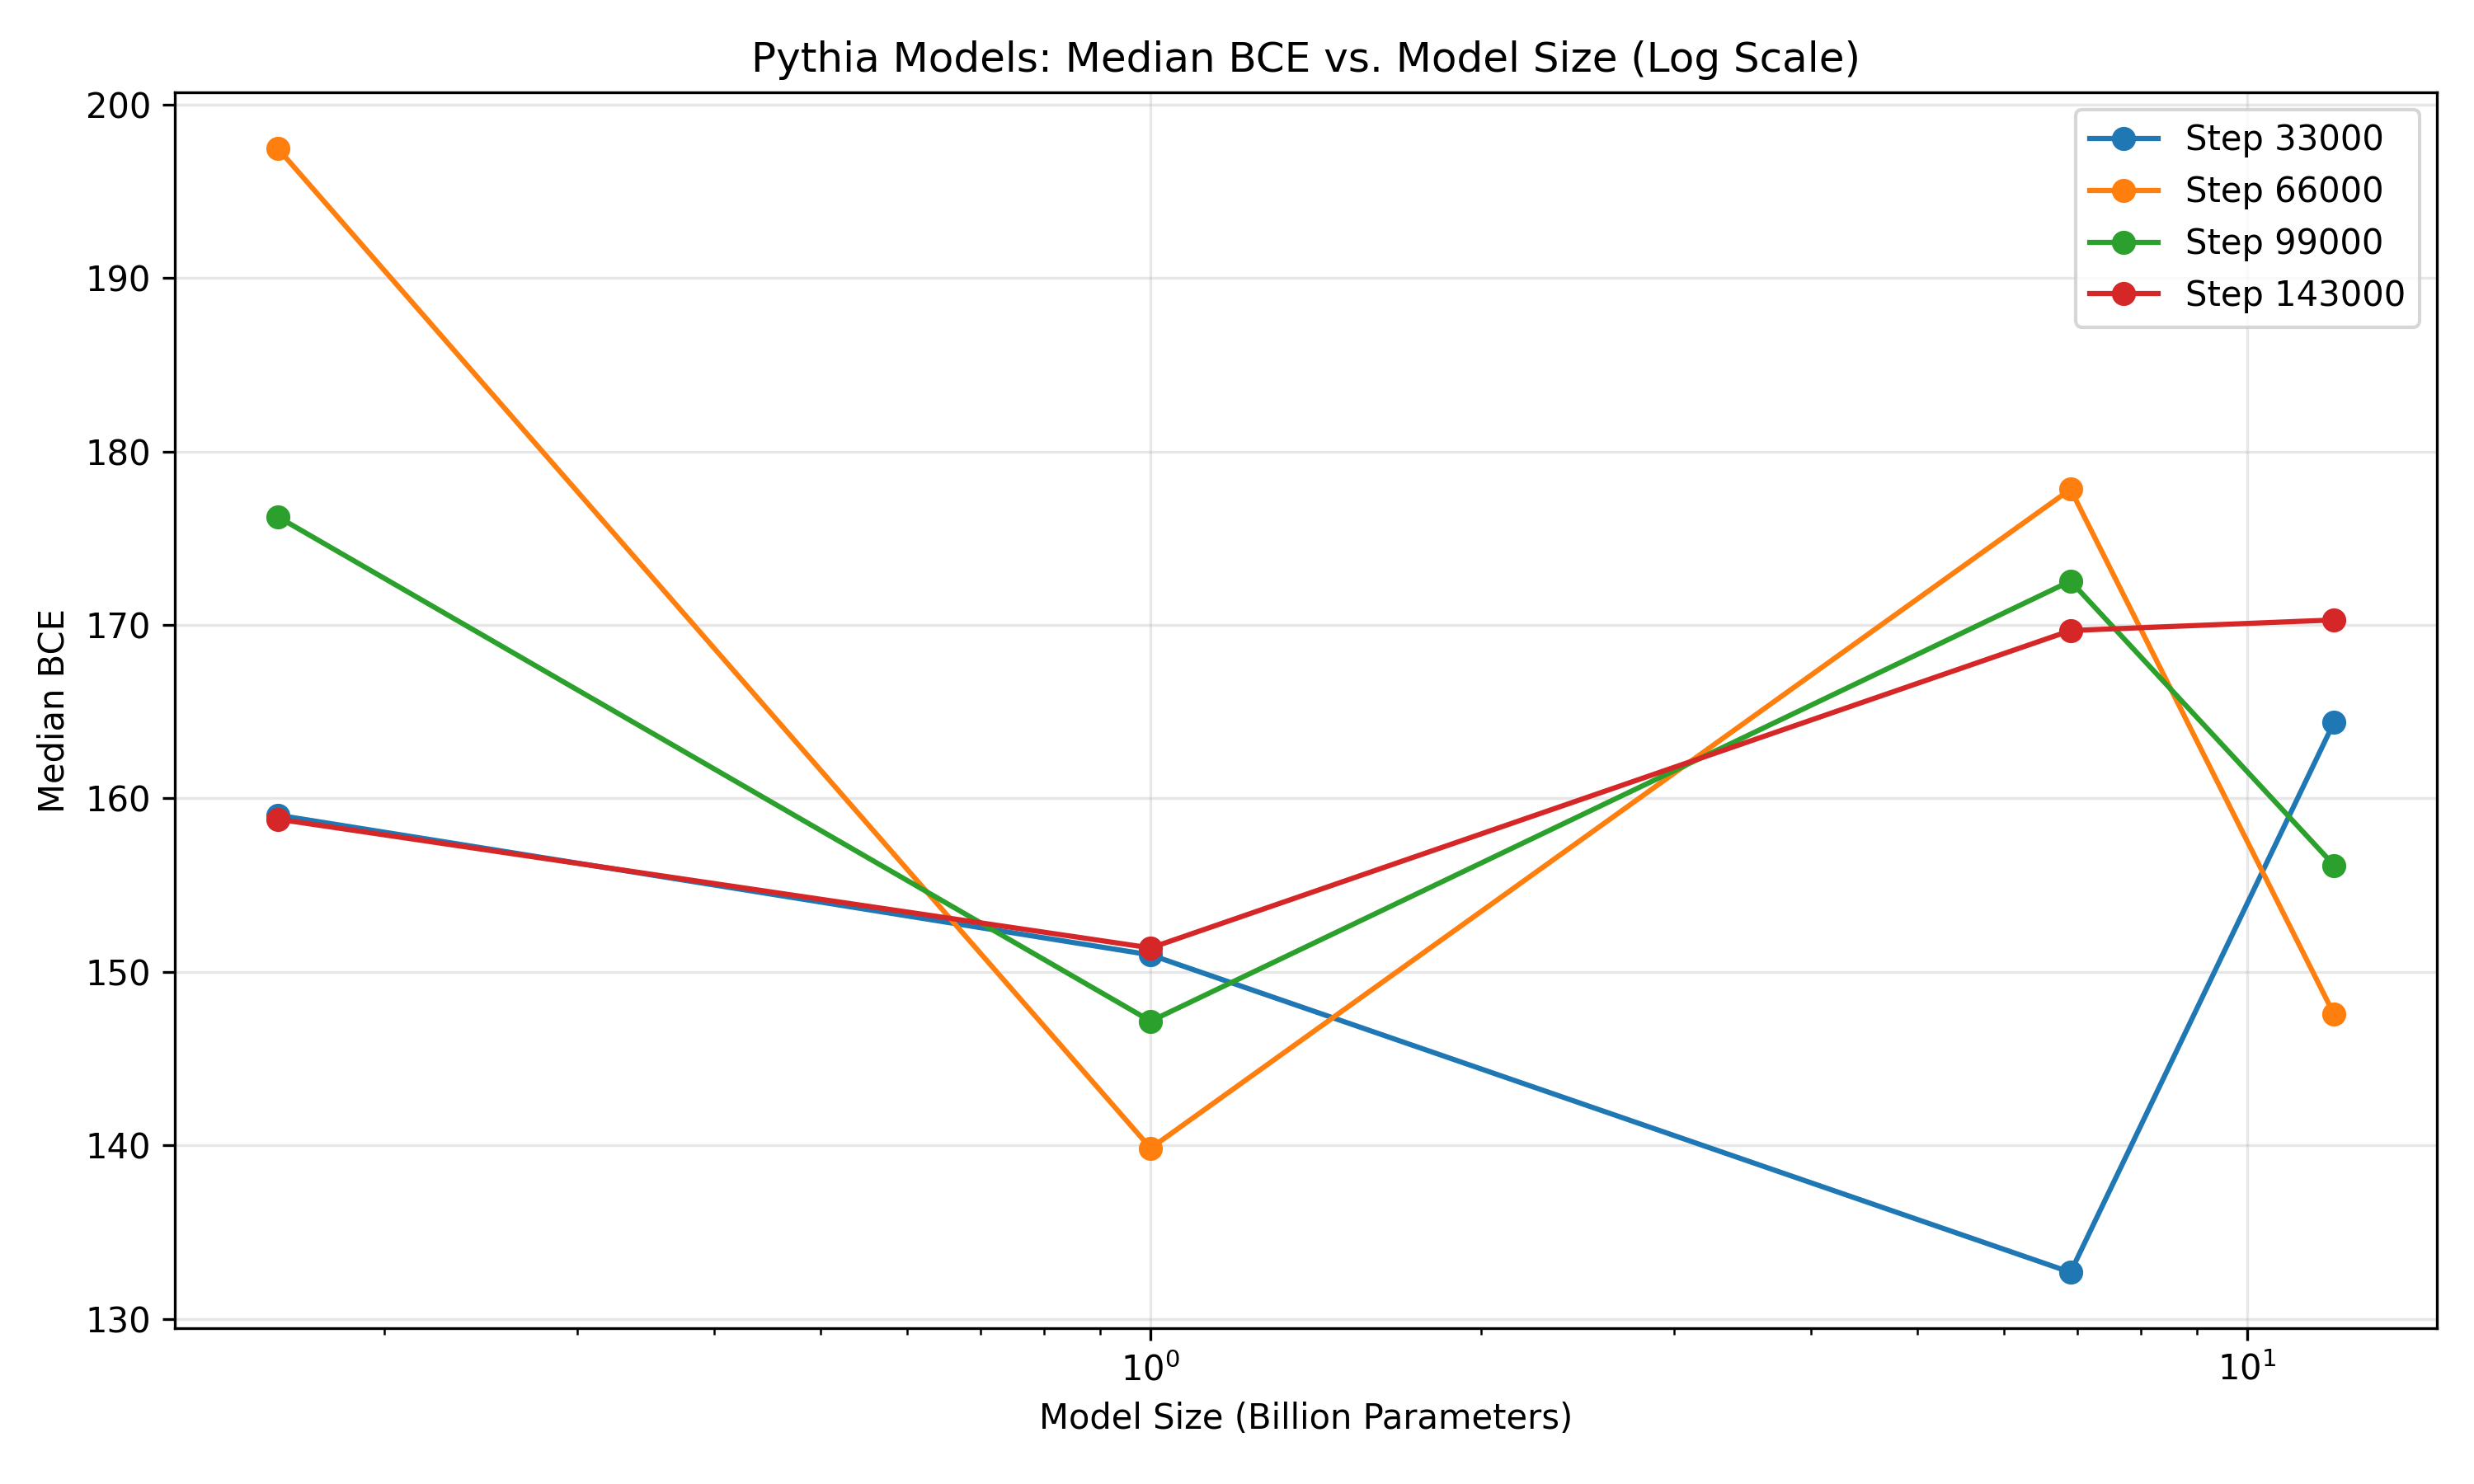 Pythia Models: Median BCE vs. Model Size (Log Scale)
Step 33000
Step 66000
Step 99000
Step 143000
Median BCE
200
190
180
170
160
150
140
130
10⁰
10¹
Model Size (Billion Parameters)